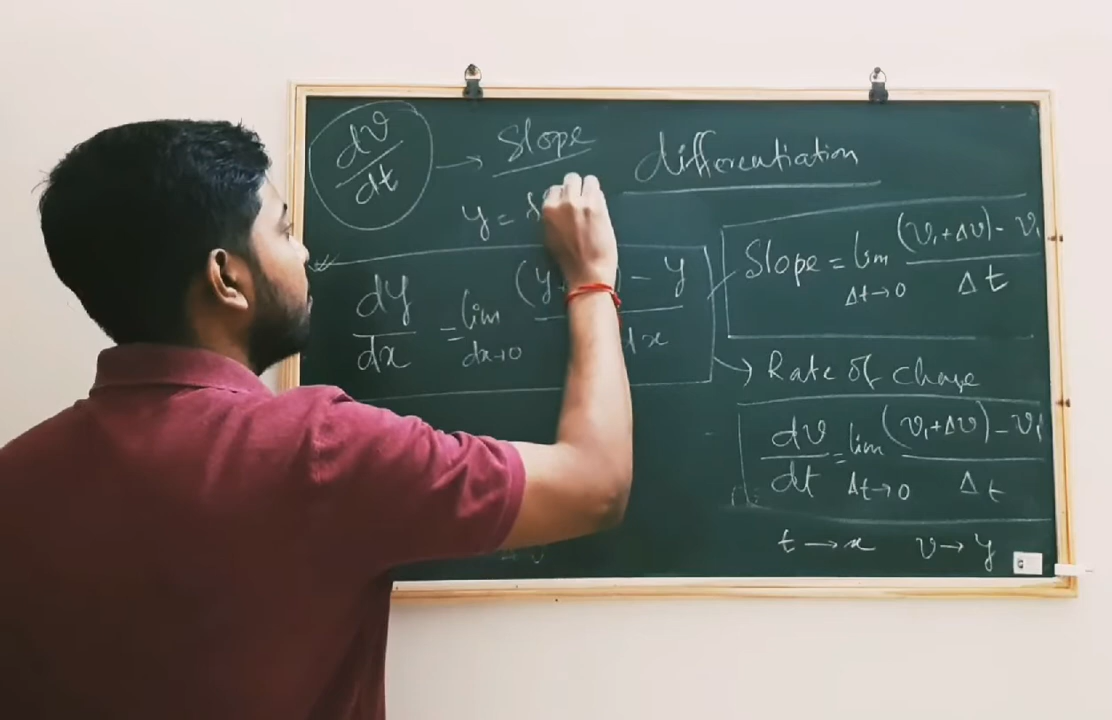 dv/dt → Slope
differentiation
y =
dy/dx = lim dx→0 (y ) - y / dx
Slope = lim Δt→0 (v₁+Δv) - v₁ / Δt
→ Rate of change
dv/dt = lim Δt→0 (v₁+Δv) - v₁ / Δt
t → x v → y